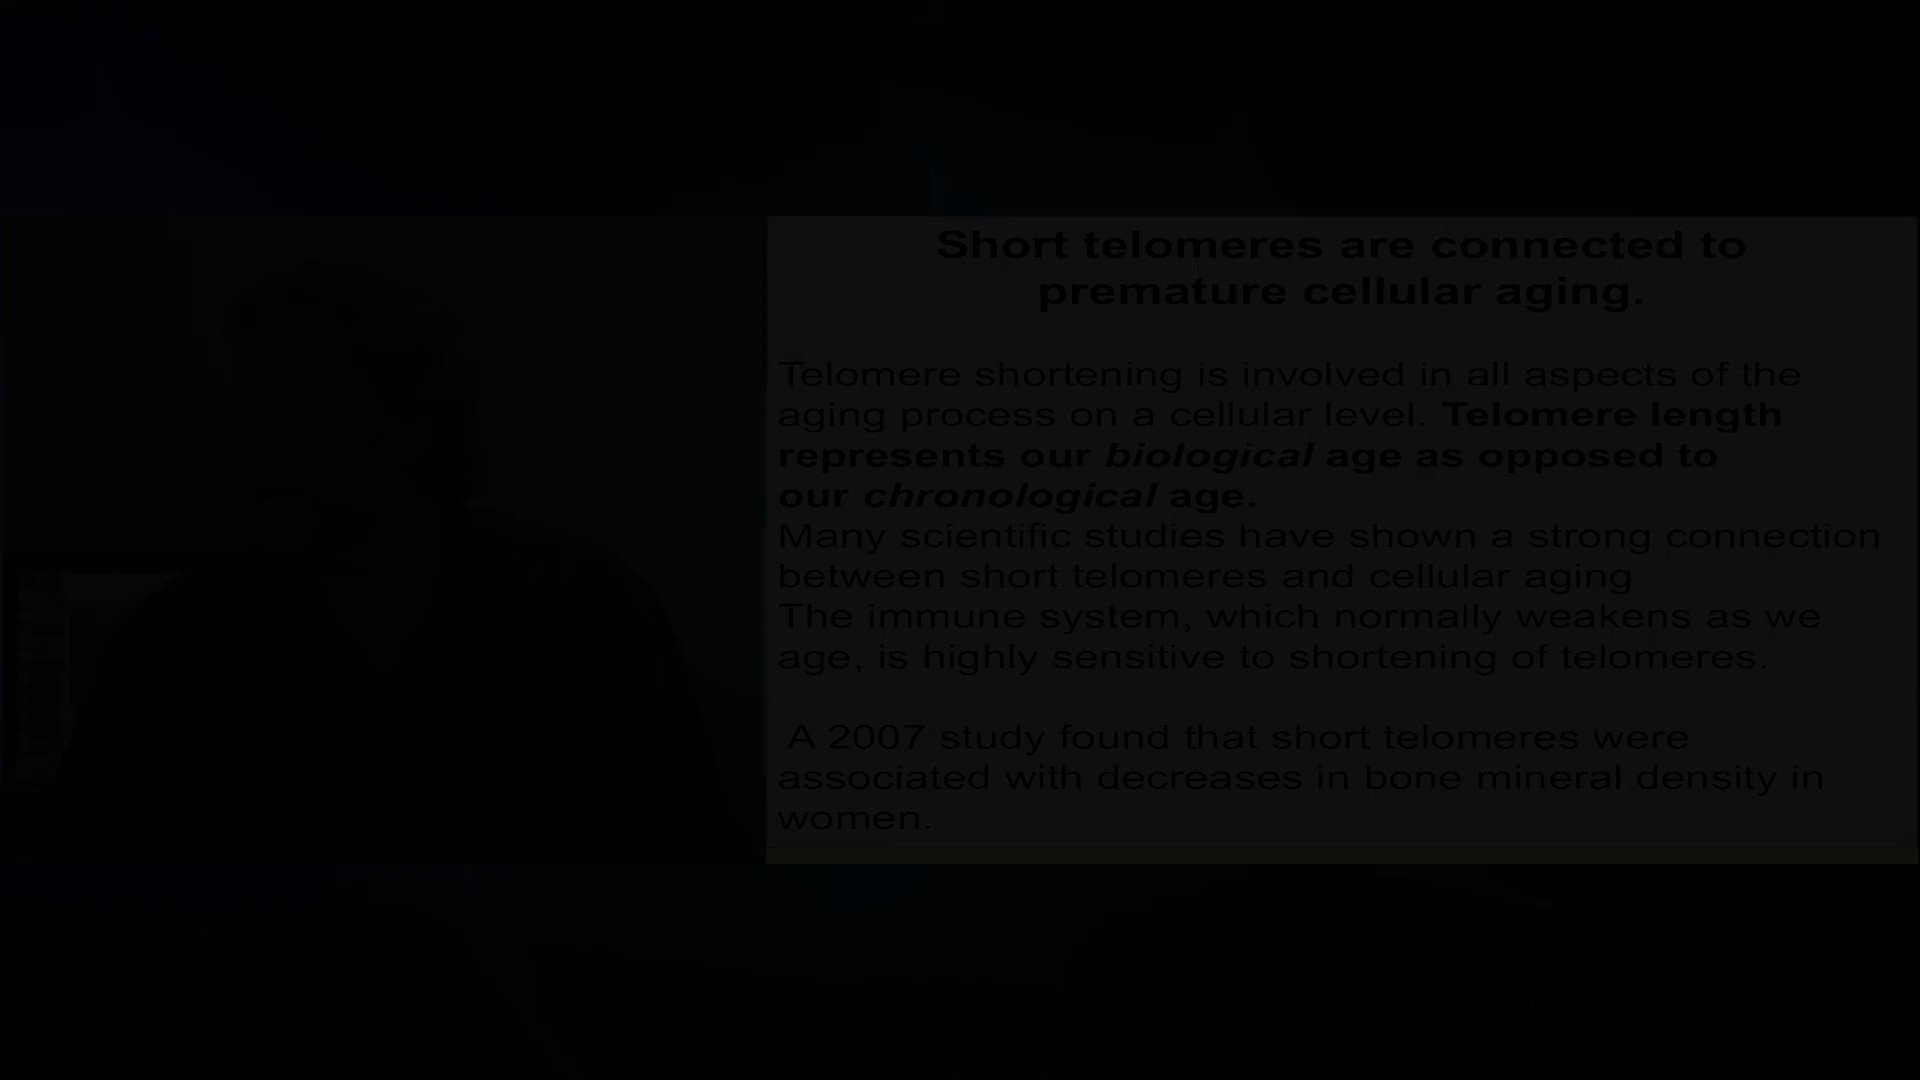 Short telomeres are connected to
premature cellular aging.
Telomere shortening is involved in all aspects of the
aging process on a cellular level. Telomere length
represents our biological age as opposed to
our chronological age.
Many scientific studies have shown a strong connection
between short telomeres and cellular aging
The immune system, which normally weakens as we
age, is highly sensitive to shortening of telomeres.
A 2007 study found that short telomeres were
associated with decreases in bone mineral density in
women.